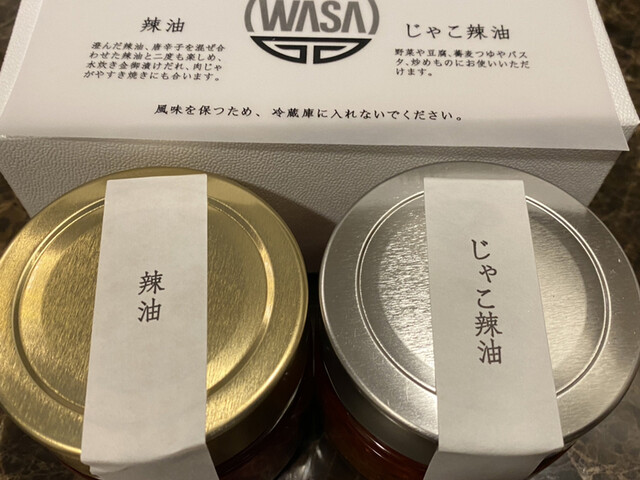 (WASA)
辣油
澄んだ辣油、唐辛子を混ぜ合
わせた辣油と二度も楽しめ、
水炊き金御漬けだれ、肉じゃ
がやすき焼きにも合います。
じゃこ辣油
野菜や豆腐、蕎麦つゆやパス
タ、炒めものにお使いいただ
けます。
風味を保つため、冷蔵庫に入れないでください。
辣油
じゃこ辣油